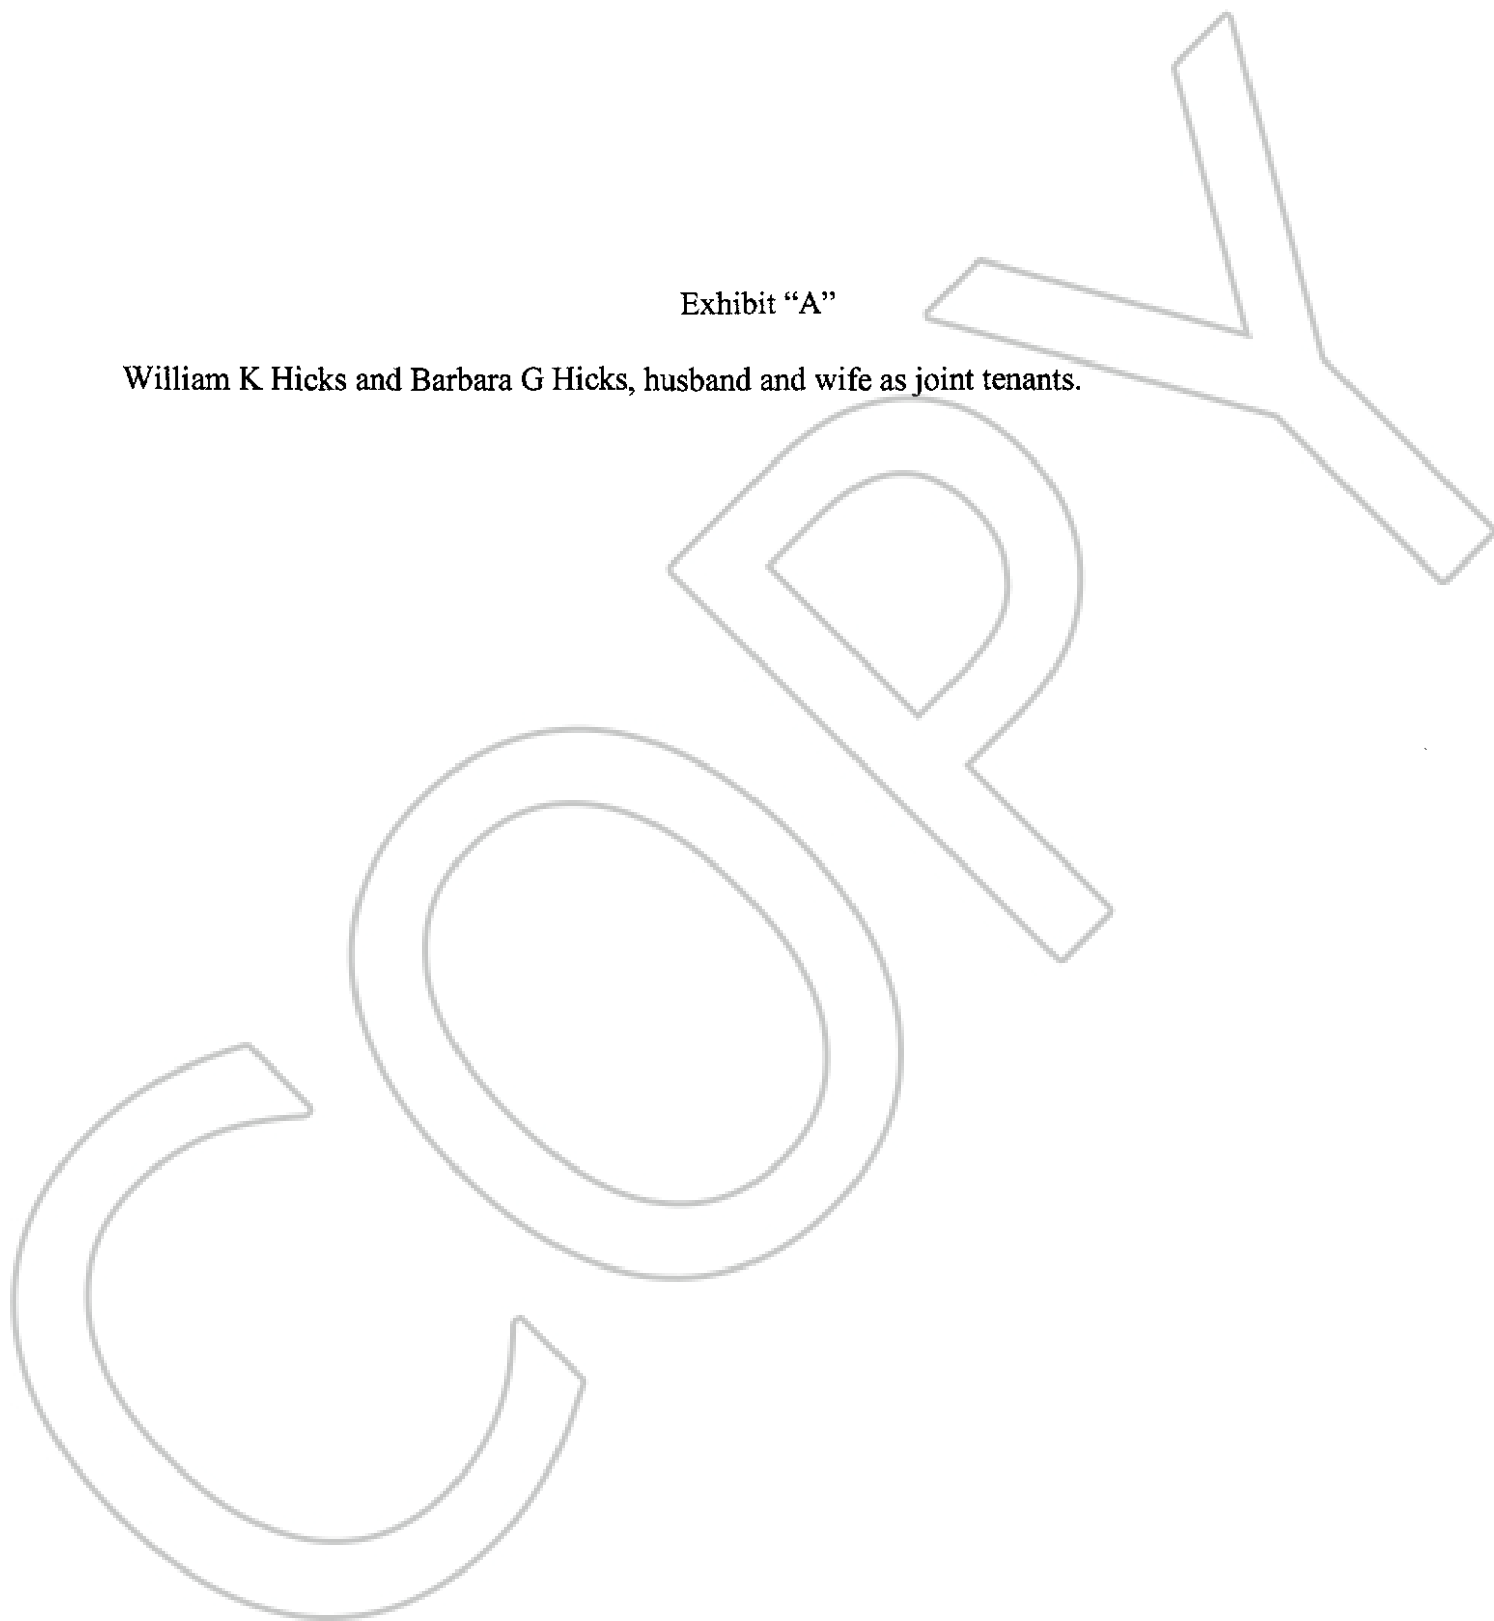 Exhibit “A”
William K Hicks and Barbara G Hicks, husband and wife as joint tenants.
COPY